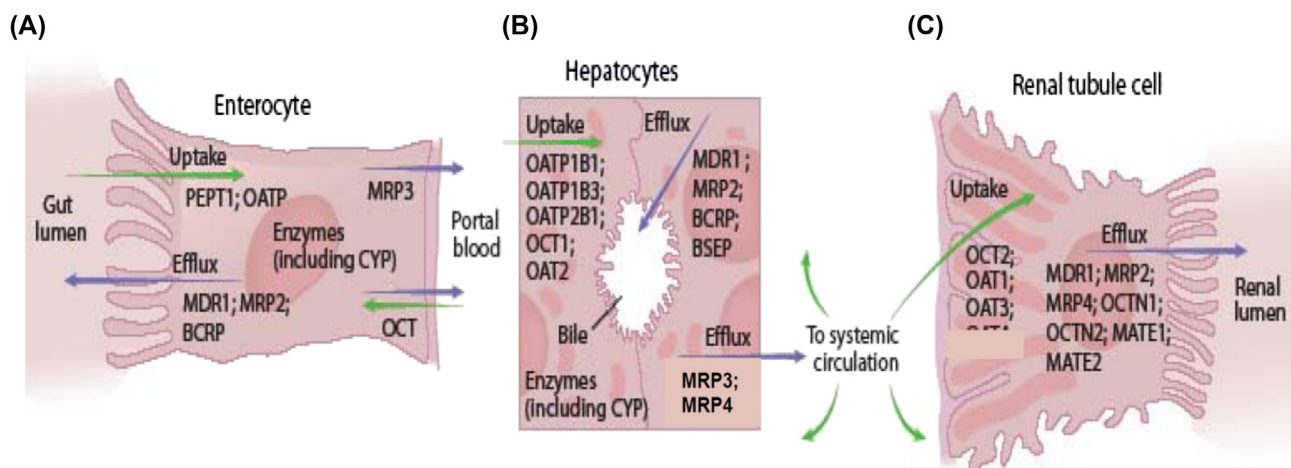 (A)
Enterocyte
Uptake
PEPT1; OATP
MRP3
Gut
lumen
Portal
blood
Enzymes
(including CYP)
Efflux
MDR1; MRP2;
BCRP
OCT
(B)
Hepatocytes
Uptake
OATP1B1;
OATP1B3;
OATP2B1;
OCT1;
OAT2
Efflux
MDR1 ;
MRP2;
BCRP;
BSEP
Bile
Enzymes
(including CYP)
Efflux
MRP3;
MRP4
To systemic
circulation
(C)
Renal tubule cell
Uptake
OCT2;
OAT1;
OAT3;
Efflux
MDR1; MRP2;
MRP4; OCTN1;
OCTN2; MATE1;
MATE2
Renal
lumen